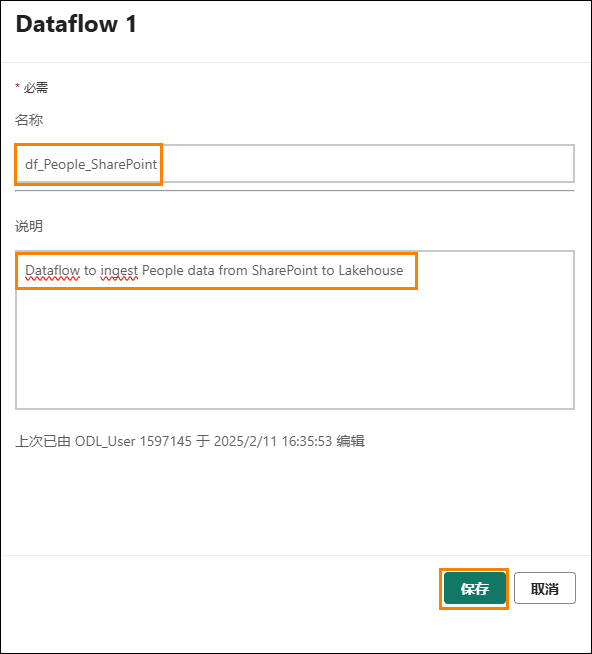 Dataflow 1
* 必需
名称
df_People_SharePoint
说明
Dataflow to ingest People data from SharePoint to Lakehouse
上次已由 ODL_User 1597145 于 2025/2/11 16:35:53 编辑
保存 取消